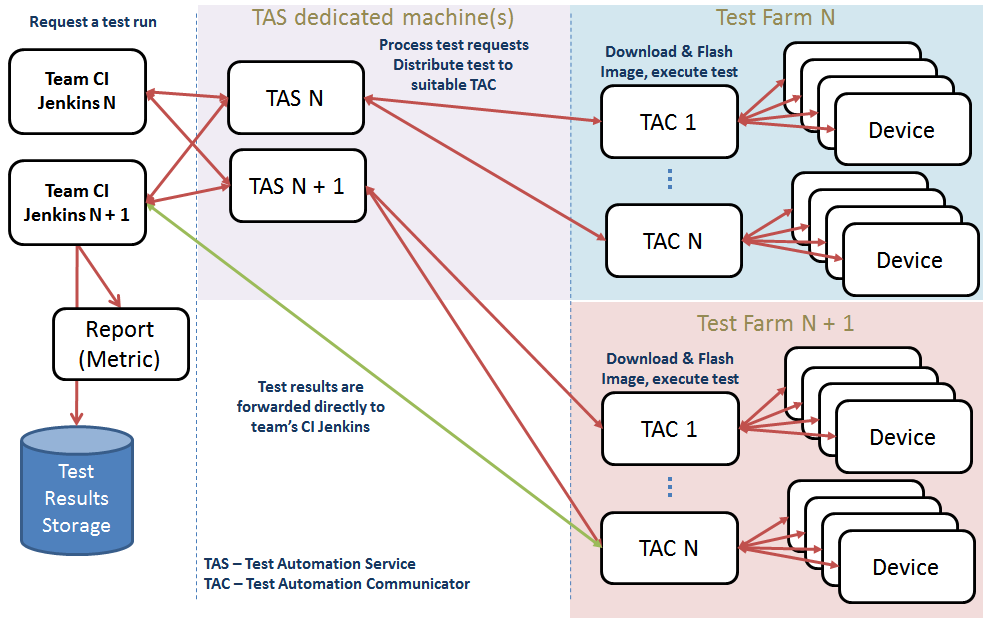 Request a test run
Team CI
Jenkins N
Team CI
Jenkins N + 1
Report
(Metric)
Test
Results
Storage
TAS dedicated machine(s)
Process test requests
Distribute test to
suitable TAC
TAS N
TAS N + 1
Test results are
forwarded directly to
team’s CI Jenkins
TAS – Test Automation Service
TAC – Test Automation Communicator
Test Farm N
Download & Flash
Image, execute test
TAC 1
Device
TAC N
Device
Test Farm N + 1
Download & Flash
Image, execute test
TAC 1
Device
TAC N
Device